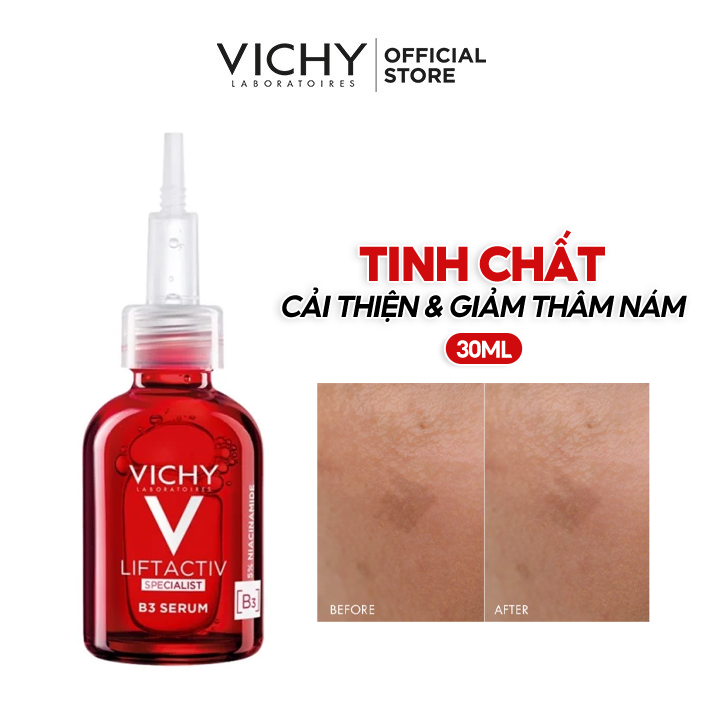 VICHY
LABORATOIRES
OFFICIAL
STORE
TINH CHẤT
CẢI THIỆN & GIẢM THÂM NÁM
30ML
VICHY
LABORATOIRES
V
LIFTACTIV
SPECIALIST
B3 SERUM
5% NIACINAMIDE
[B3]
BEFORE
AFTER